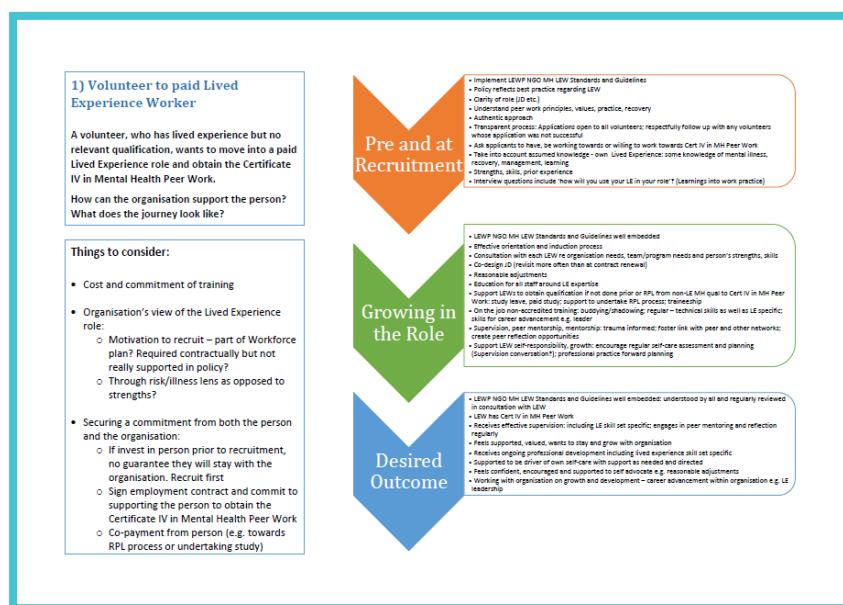 1) Volunteer to paid Lived
Experience Worker
A volunteer, who has lived experience but no
relevant qualification, wants to move into a paid
Lived Experience role and obtain the Certificate
IV in Mental Health Peer Work.
How can the organisation support the person?
What does the journey look like?
Things to consider:
• Cost and commitment of training
• Organisation's view of the Lived Experience
role:
o Motivation to recruit – part of Workforce
plan? Required contractually but not
really supported in policy?
o Through risk/illness lens as opposed to
strengths?
• Securing a commitment from both the person
and the organisation:
o If invest in person prior to recruitment,
no guarantee they will stay with the
organisation. Recruit first
o Sign employment contract and commit to
supporting the person to obtain the
Certificate IV in Mental Health Peer Work
o Co-payment from person (e.g. towards
RPL process or undertaking study)
Pre and at
Recruitment
• Implement LEWP NGO MH LEW Standards and Guidelines
• Policy reflects best practice regarding LEW
• Clarity of role (JD etc.)
• Understand peer work principles, values, practice, recovery
• Authentic approach
• Transparent process: Applications open to all volunteers; respectfully follow up with any volunteers
whose application was not successful
• Ask applicants to have, be working towards or willing to work towards Cert IV in MH Peer Work
• Take into account assumed knowledge - own Lived Experience: some knowledge of mental illness,
recovery, management, learning
• Strengths, skills, prior experience
• Interview questions include 'how will you use your LE in your role'? (Learnings into work practice)
Growing in
the Role
• LEWP NGO MH LEW Standards and Guidelines well embedded
• Effective orientation and induction process
• Consultation with each LEW re organisation needs, team/program needs and person's strengths, skills
• Co-design JD (revisit more often than at contract renewal)
• Reasonable adjustments
• Education for all staff around LE expertise
• Support LEWs to obtain qualification if not done prior or RPL from non-LE MH qual to Cert IV in MH Peer
Work: study leave, paid study; support to undertake RPL process; traineeship
• On the job non-accredited training: buddying/shadowing; regular – technical skills as well as LE specific;
skills for career advancement e.g. leader
• Supervision, peer mentorship, mentorship: trauma informed; foster link with peer and other networks;
create peer reflection opportunities
• Support LEW self-responsibility, growth: encourage regular self-care assessment and planning
(Supervision conversation?); professional practice forward planning
Desired
Outcome
• LEWP NGO MH LEW Standards and Guidelines well embedded: understood by all and regularly reviewed
in consultation with LEW
• LEW has Cert IV in MH Peer Work
• Receives effective supervision: including LE skill set specific; engages in peer mentoring and reflection
regularly
• Feels supported, valued, wants to stay and grow with organisation
• Receives ongoing professional development including lived experience skill set specific
• Supported to be driver of own self-care with support as needed and directed
• Feels confident, encouraged and supported to self advocate e.g. reasonable adjustments
• Working with organisation on growth and development – career advancement within organisation e.g. LE
leadership